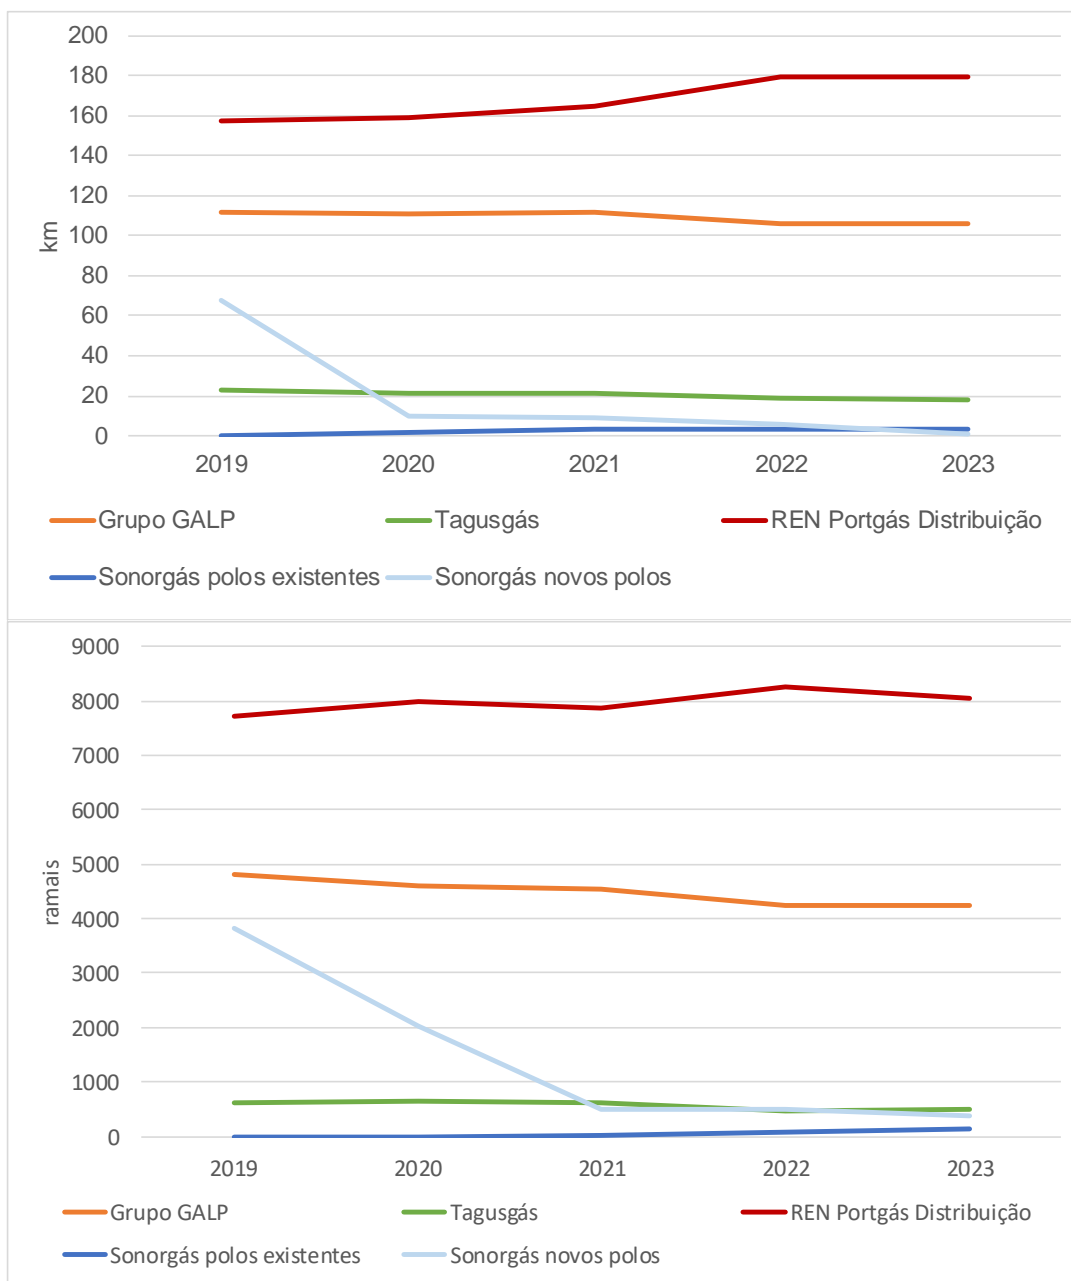 200
180
160
140
120
100
80
60
40
20
0
km
2019 2020 2021 2022 2023
Grupo GALP Tagusgás REN Portgás Distribuição
Sonorgás polos existentes Sonorgás novos polos
9000
8000
7000
6000
5000
4000
3000
2000
1000
0
ramais
2019 2020 2021 2022 2023
Grupo GALP Tagusgás REN Portgás Distribuição
Sonorgás polos existentes Sonorgás novos polos